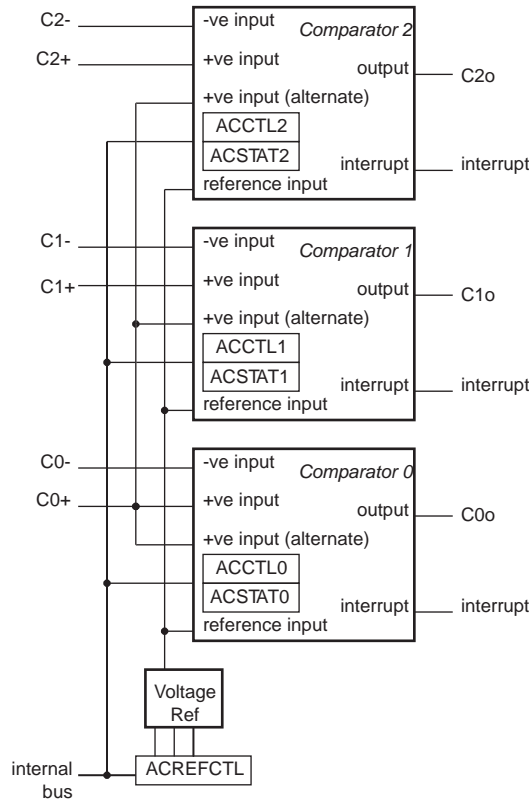 C2-
-ve input
Comparator 2
C2+
+ve input
output
C2o
+ve input (alternate)
ACCTL2
ACSTAT2
interrupt
interrupt
reference input
C1-
-ve input
Comparator 1
C1+
+ve input
output
C1o
+ve input (alternate)
ACCTL1
ACSTAT1
interrupt
interrupt
reference input
C0-
-ve input
Comparator 0
C0+
+ve input
output
C0o
+ve input (alternate)
ACCTL0
ACSTAT0
interrupt
interrupt
reference input
Voltage
Ref
ACREFCTL
internal
bus